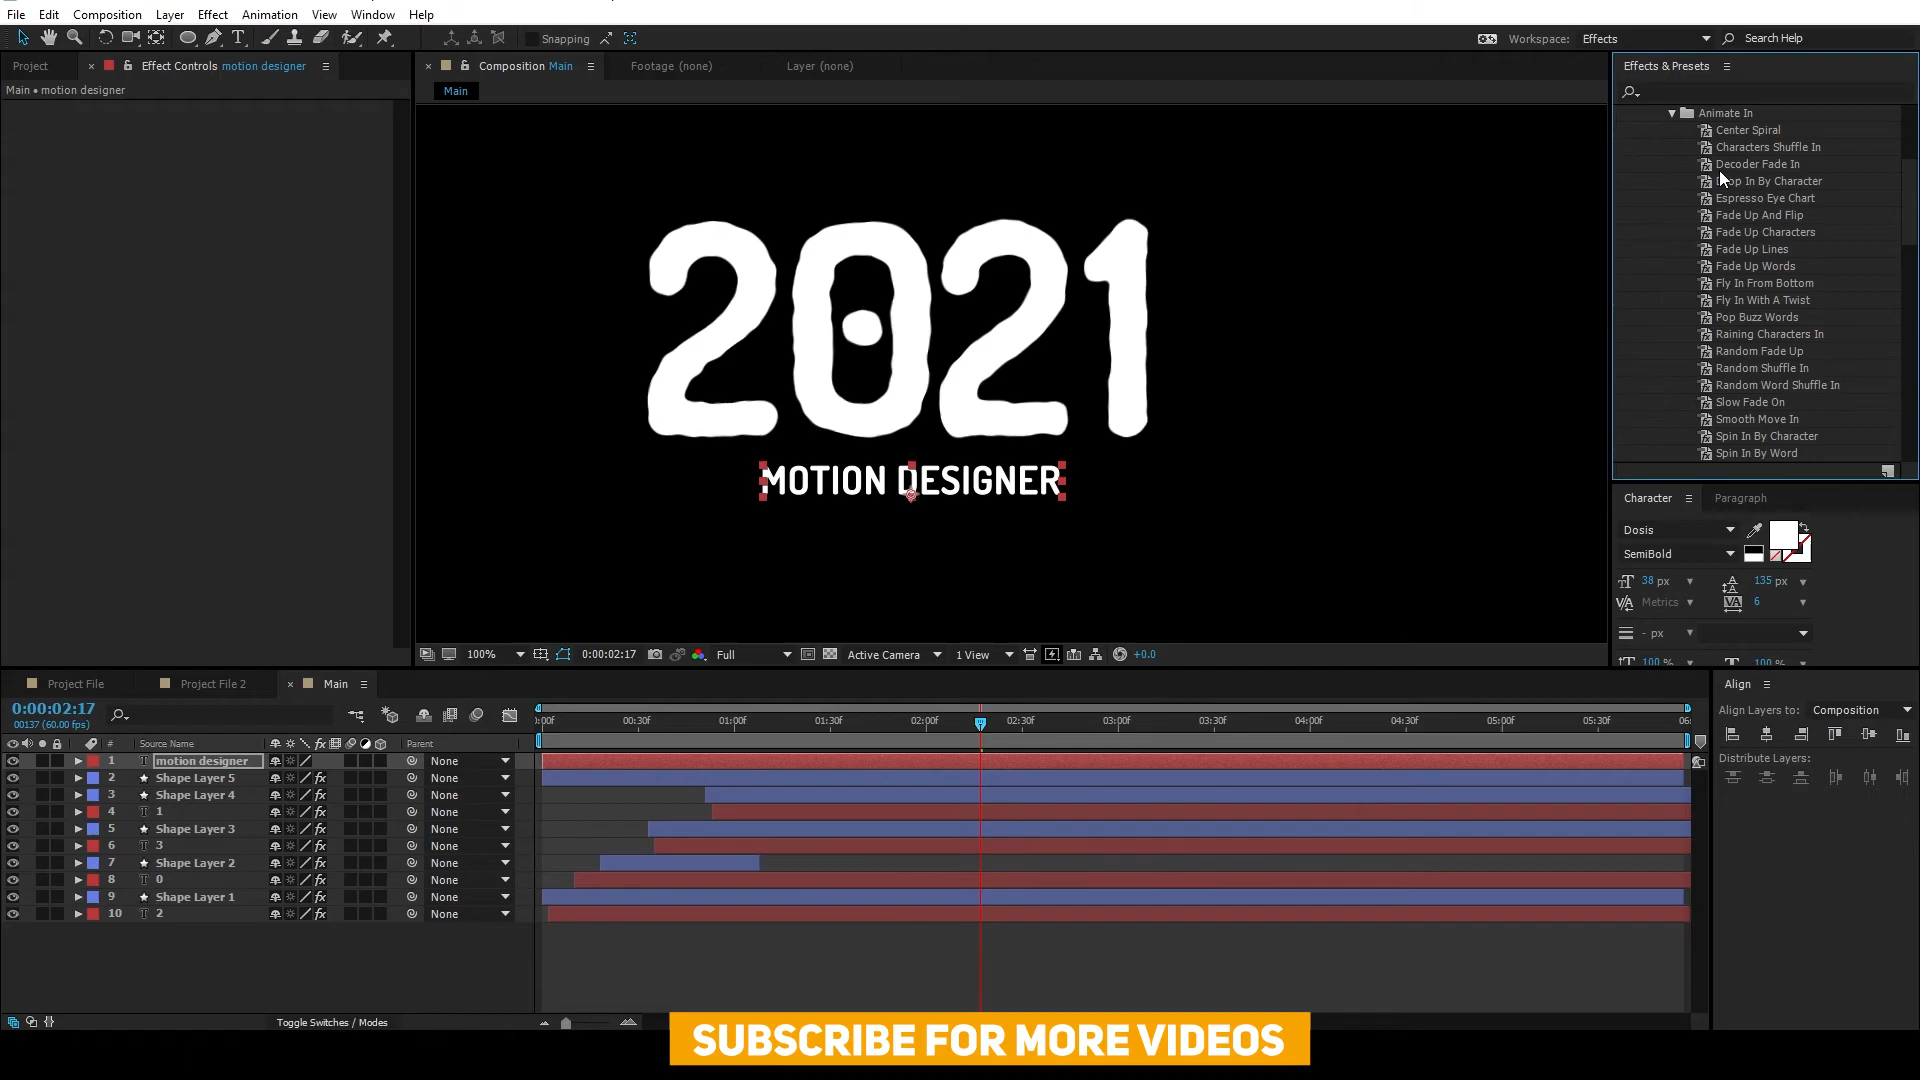 File Edit Composition Layer Effect Animation View Window Help
Snapping
Workspace: Effects
Search Help
Project
Effect Controls motion designer
Main • motion designer
Composition Main
Footage (none)
Layer (none)
Main
Effects & Presets
Animate In
Center Spiral
Characters Shuffle In
Decoder Fade In
In By Character
Espresso Eye Chart
Fade Up And Flip
Fade Up Characters
Fade Up Lines
Fade Up Words
Fly In From Bottom
Fly In With A Twist
Pop Buzz Words
Raining Characters In
Random Fade Up
Random Shuffle In
Random Word Shuffle In
Slow Fade On
Smooth Move In
Spin In By Character
Spin In By Word
2021
MOTION DESIGNER
Character
Paragraph
Dosis
SemiBold
38 px
135 px
Metrics
6
- px
100 %
100 %
100%
0:00:02:17
Full
Active Camera
1 View
+0.0
Project File
Project File 2
Main
0:00:02:17
00137 (60.00 fps)
:00f 00:30f 01:00f 01:30f 02:00f 02:30f 03:00f 03:30f 04:00f 04:30f 05:00f 05:30f 06:
# Source Name fx Parent
1 motion designer None
2 Shape Layer 5 fx None
3 Shape Layer 4 fx None
4 T 1 fx None
5 Shape Layer 3 fx None
6 T 3 fx None
7 Shape Layer 2 fx None
8 T 0 fx None
9 Shape Layer 1 fx None
10 T 2 fx None
Align
Align Layers to: Composition
Distribute Layers:
Toggle Switches / Modes
SUBSCRIBE FOR MORE VIDEOS